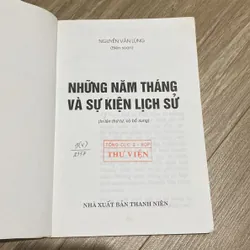 NGUYỄN VĂN LÙNG
(Biên soạn)
NHỮNG NĂM THÁNG
VÀ SỰ KIỆN LỊCH SỬ
THƯ VIỆN
NHÀ XUẤT BẢN THANH NIÊN